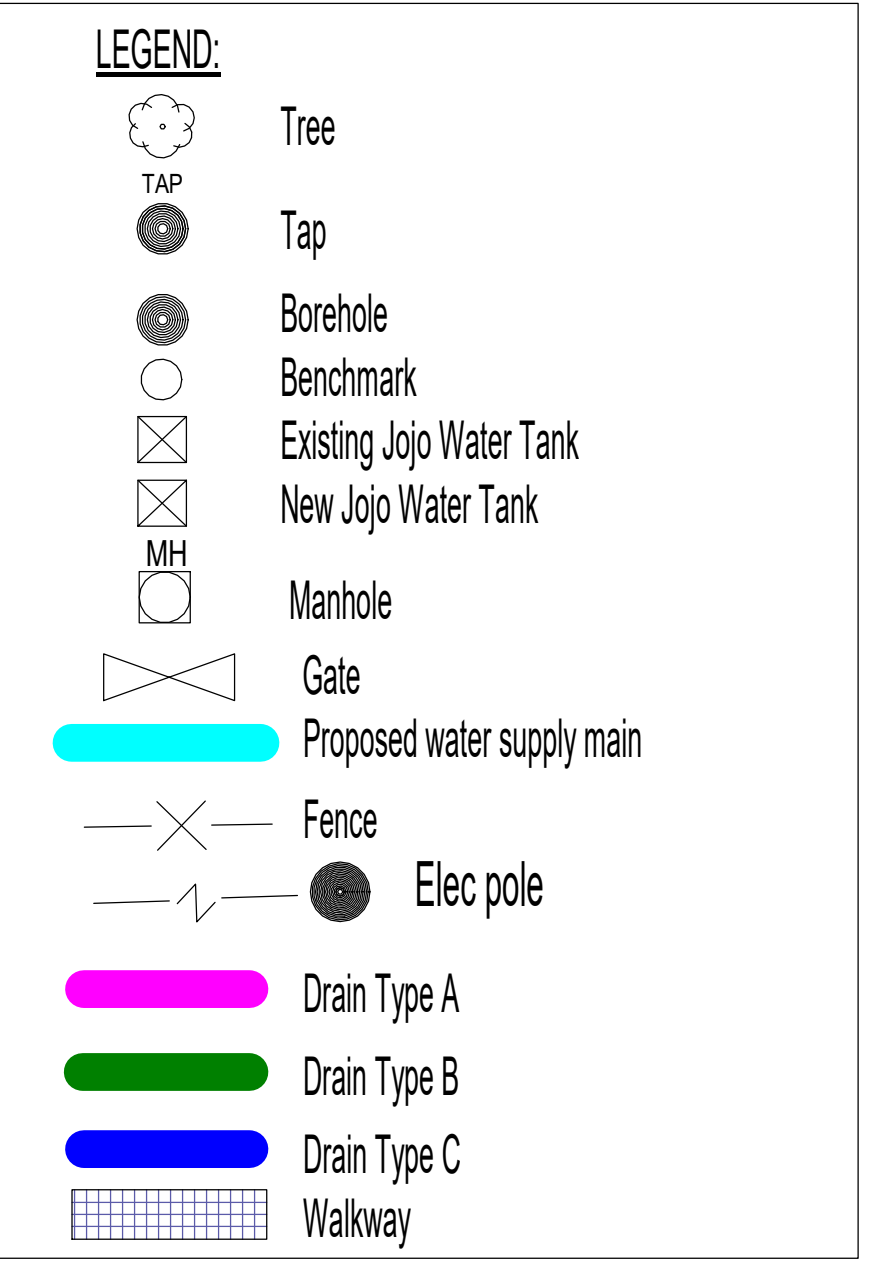 LEGEND:
Tree
TAP
Tap
Borehole
Benchmark
Existing Jojo Water Tank
New Jojo Water Tank
MH
Manhole
Gate
Proposed water supply main
Fence
Elec pole
Drain Type A
Drain Type B
Drain Type C
Walkway